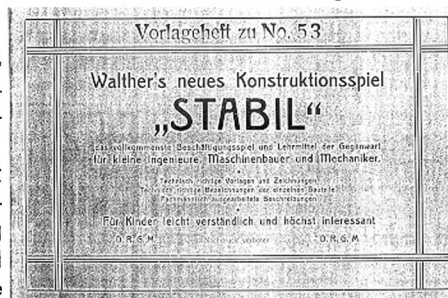 Vorlageheft zu No. 53
Walther's neues Konstruktionsspiel
„STABIL“
das vollkommenste Beschäftigungsspiel und Lehrmittel der Gegenwart
für kleine Ingenieure, Maschinenbauer und Mechaniker.
Technisch richtige Vorlagen und Zeichnungen
Technisch richtige Bezeichnungen der einzelnen Bauteile
Fachmännisch ausgearbeitete Beschreibungen
Für Kinder leicht verständlich und höchst interessant
D. R. G. M. verboten D. R. G. M.